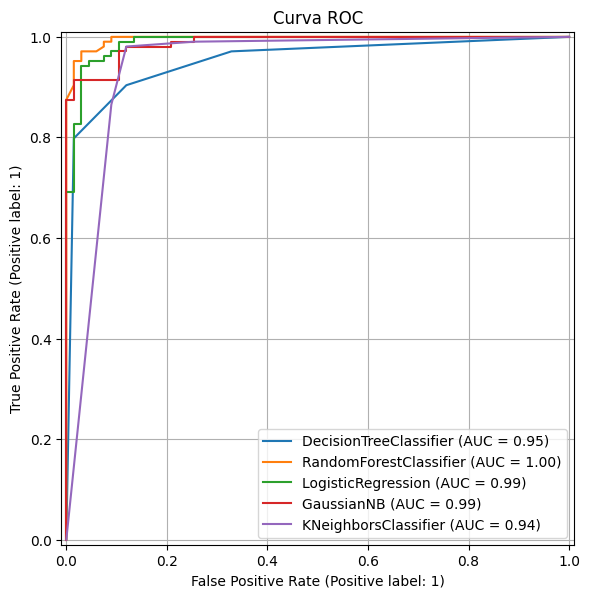 Curva ROC
1.0
0.8
0.6
0.4
0.2
0.0
True Positive Rate (Positive label: 1)
DecisionTreeClassifier (AUC = 0.95)
RandomForestClassifier (AUC = 1.00)
LogisticRegression (AUC = 0.99)
GaussianNB (AUC = 0.99)
KNeighborsClassifier (AUC = 0.94)
0.0 0.2 0.4 0.6 0.8 1.0
False Positive Rate (Positive label: 1)